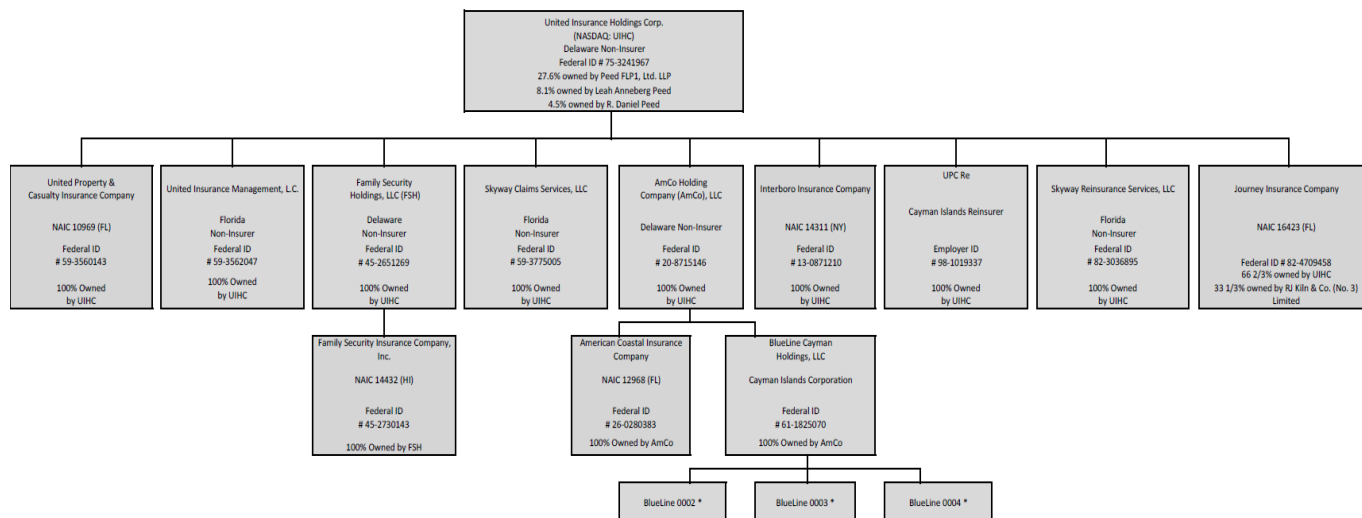 United Insurance Holdings Corp.
(NASDAQ: UIHC)
Delaware Non-Insurer
Federal ID # 75-3241967
27.6% owned by Peed FLP1, Ltd. LLP
8.1% owned by Leah Anneberg Peed
4.5% owned by R. Daniel Peed
United Property &
Casualty Insurance Company
NAIC 10969 (FL)
Federal ID
# 59-3560143
100% Owned
by UIHC
United Insurance Management, L.C.
Florida
Non-Insurer
Federal ID
# 59-3562047
100% Owned
by UIHC
Family Security
Holdings, LLC (FSH)
Delaware
Non-Insurer
Federal ID
# 45-2651269
100% Owned
by UIHC
Skyway Claims Services, LLC
Florida
Non-Insurer
Federal ID
# 59-3775005
100% Owned
by UIHC
AmCo Holding
Company (AmCo), LLC
Delaware Non-Insurer
Federal ID
# 20-8715146
100% Owned
by UIHC
Interboro Insurance Company
NAIC 14311 (NY)
Federal ID
# 13-0871210
100% Owned
by UIHC
UPC Re
Cayman Islands Reinsurer
Employer ID
# 98-1019337
100% Owned
by UIHC
Skyway Reinsurance Services, LLC
Florida
Non-Insurer
Federal ID
# 82-3036895
100% Owned
by UIHC
Journey Insurance Company
NAIC 16423 (FL)
Federal ID # 82-4709458
66 2/3% owned by UIHC
33 1/3% owned by RJ Kiln & Co. (No. 3)
Limited
Family Security Insurance Company,
Inc.
NAIC 14432 (HI)
Federal ID
# 45-2730143
100% Owned by FSH
American Coastal Insurance
Company
NAIC 12968 (FL)
Federal ID
# 26-0280383
100% Owned by AmCo
BlueLine Cayman
Holdings, LLC
Cayman Islands Corporation
Federal ID
# 61-1825070
100% Owned by AmCo
BlueLine 0002 *
BlueLine 0003 *
BlueLine 0004 *